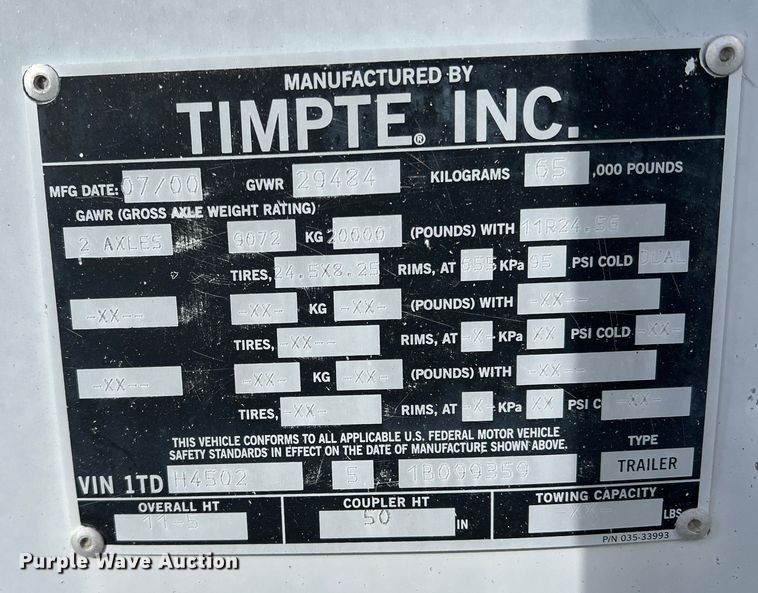 MANUFACTURED BY
TIMPTE® INC.
MFG DATE: 07/00 GVWR 29484 KILOGRAMS 65 ,000 POUNDS
GAWR (GROSS AXLE WEIGHT RATING)
2 AXLES 9072 KG 20000 (POUNDS) WITH 11R24.5G
TIRES, 24.5X8.25 RIMS, AT 655 KPa 95 PSI COLD DUAL
-XX-- -XX- KG -XX- (POUNDS) WITH -XX--
TIRES, -XX-- RIMS, AT -X- KPa XX PSI COLD -XX-
-XX-- -XX- KG -XX- (POUNDS) WITH -XX--
TIRES, -XX-- RIMS, AT -X- KPa XX PSI C -XX-
THIS VEHICLE CONFORMS TO ALL APPLICABLE U.S. FEDERAL MOTOR VEHICLE
SAFETY STANDARDS IN EFFECT ON THE DATE OF MANUFACTURE SHOWN ABOVE.
TYPE
VIN 1TD H4502 5 1B099359 TRAILER
OVERALL HT COUPLER HT TOWING CAPACITY
11-5 50 IN -XX- LBS
P/N 035-33993
Purple Wave Auction